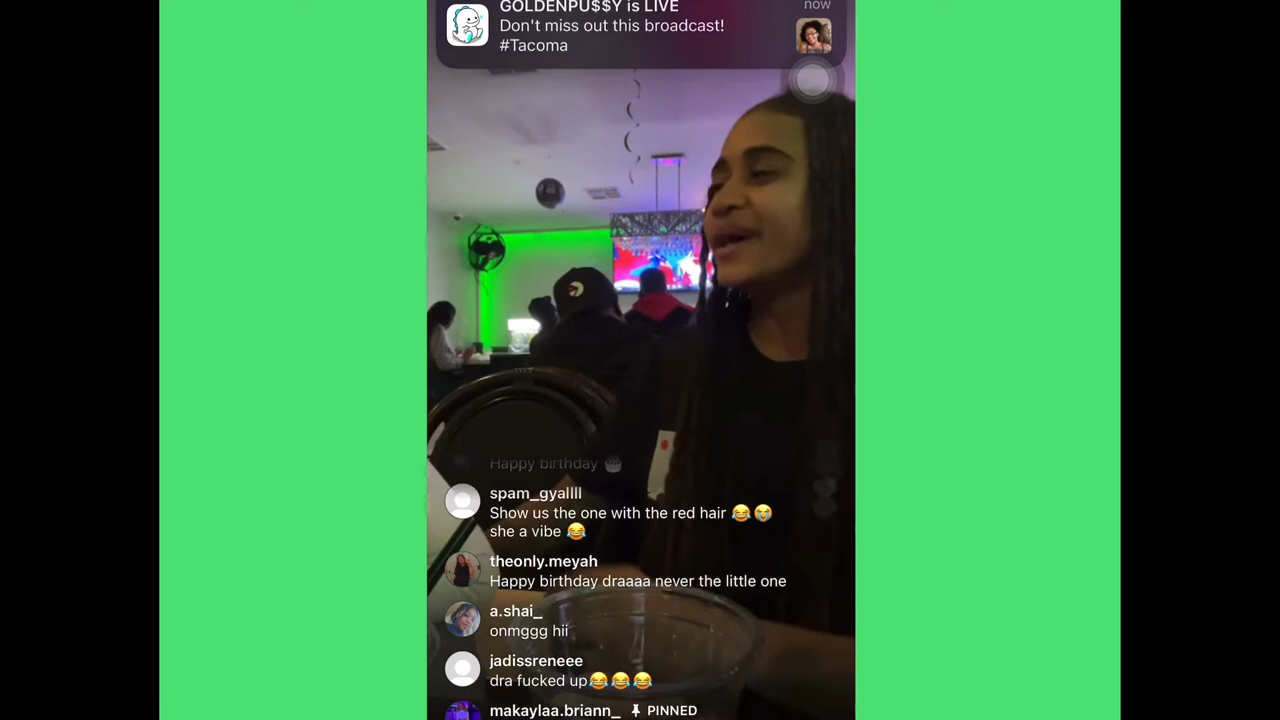 GOLDENPU$$Y is LIVE
now
Don't miss out this broadcast!
#Tacoma
Happy birthday 🎂
spam_gyallll
Show us the one with the red hair 😂😭
she a vibe 😂
theonly.meyah
Happy birthday draaaa never the little one
a.shai_
onmggg hii
jadissreneee
dra fucked up😂😂😂
makaylaa.briann_ 📌 PINNED